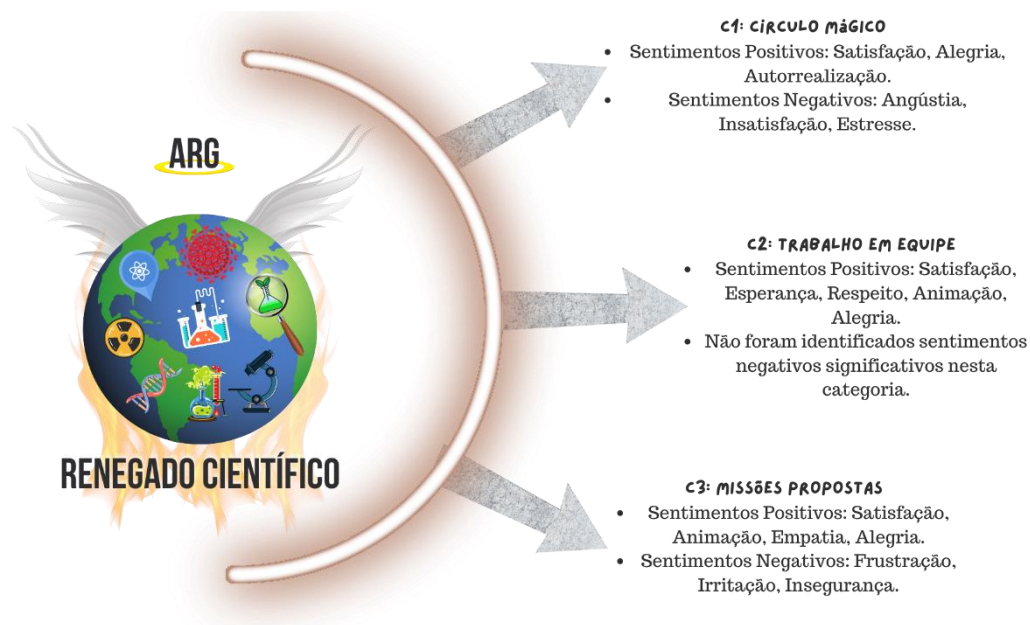 ARG
RENEGADO CIENTÍFICO
C1: CÍRCULO MÁGICO
• Sentimentos Positivos: Satisfação, Alegria,
Autorrealização.
• Sentimentos Negativos: Angústia,
Insatisfação, Estresse.
C2: TRABALHO EM EQUIPE
• Sentimentos Positivos: Satisfação,
Esperança, Respeito, Animação,
Alegria.
• Não foram identificados sentimentos
negativos significativos nesta
categoria.
C3: MISSÕES PROPOSTAS
• Sentimentos Positivos: Satisfação,
Animação, Empatia, Alegria.
• Sentimentos Negativos: Frustração,
Irritação, Insegurança.